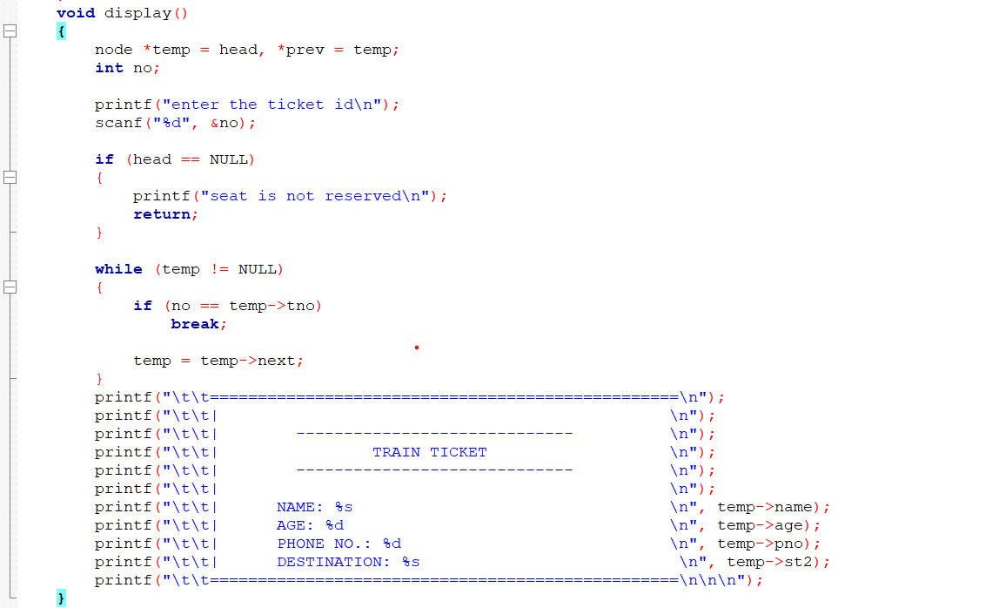 void display()
{
    node *temp = head, *prev = temp;
    int no;

    printf("enter the ticket id\n");
    scanf("%d", &no);

    if (head == NULL)
    {
        printf("seat is not reserved\n");
        return;
    }

    while (temp != NULL)
    {
        if (no == temp->tno)
            break;

        temp = temp->next;
    }
    printf("\t\t=================================================\n");
    printf("\t\t|                                               \n");
    printf("\t\t|        -----------------------------          \n");
    printf("\t\t|                TRAIN TICKET                   \n");
    printf("\t\t|        -----------------------------          \n");
    printf("\t\t|                                               \n");
    printf("\t\t|      NAME: %s                                 \n", temp->name);
    printf("\t\t|      AGE: %d                                  \n", temp->age);
    printf("\t\t|      PHONE NO.: %d                            \n", temp->pno);
    printf("\t\t|      DESTINATION: %s                           \n", temp->st2);
    printf("\t\t=================================================\n\n\n");
}